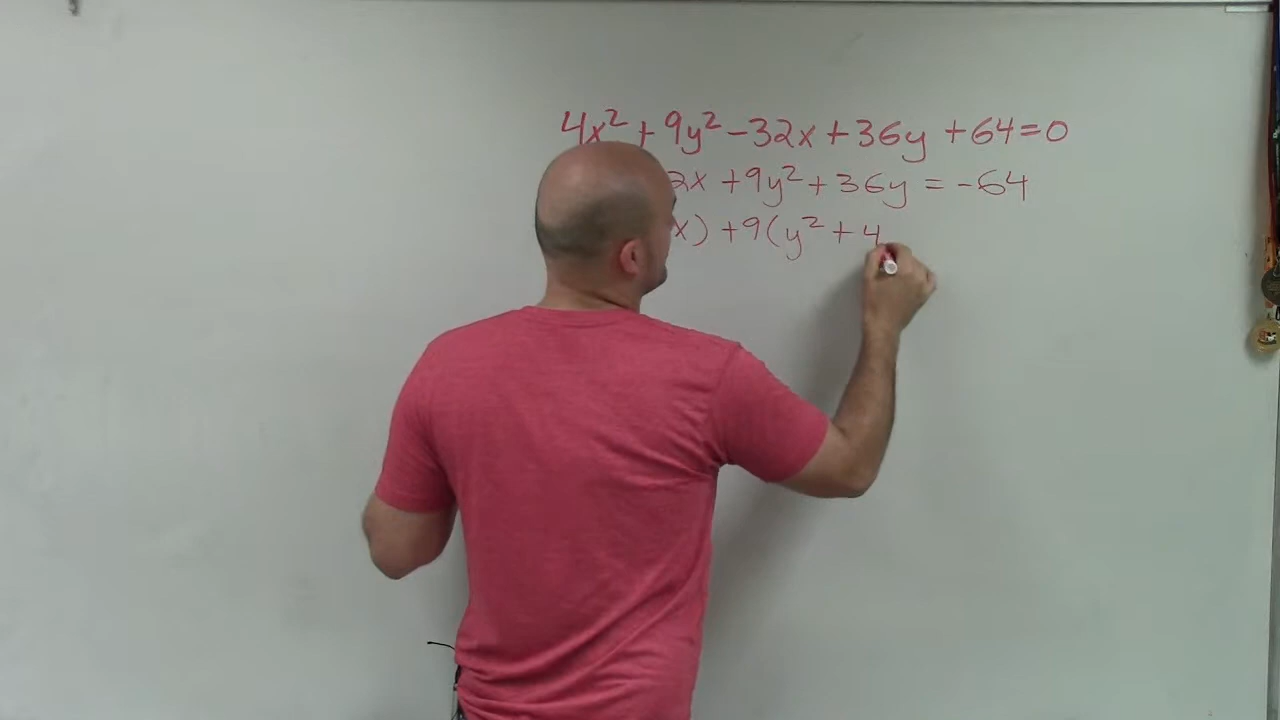 4x² + 9y² - 32x + 36y + 64 = 0
2x + 9y² + 36y = -64
x) + 9(y² + 4